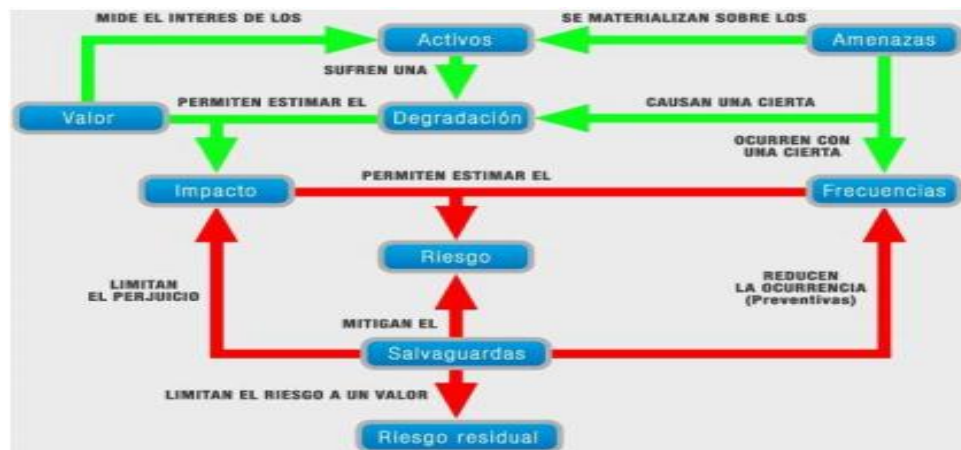 MIDE EL INTERES DE LOS
SE MATERIALIZAN SOBRE LOS
Activos
Amenazas
SUFREN UNA
PERMITEN ESTIMAR EL
CAUSAN UNA CIERTA
Valor
Degradación
OCURREN CON
UNA CIERTA
PERMITEN ESTIMAR EL
Impacto
Frecuencias
Riesgo
LIMITAN
EL PERJUICIO
REDUCEN
LA OCURRENCIA
(Preventivas)
MITIGAN EL
Salvaguardas
LIMITAN EL RIESGO A UN VALOR
Riesgo residual